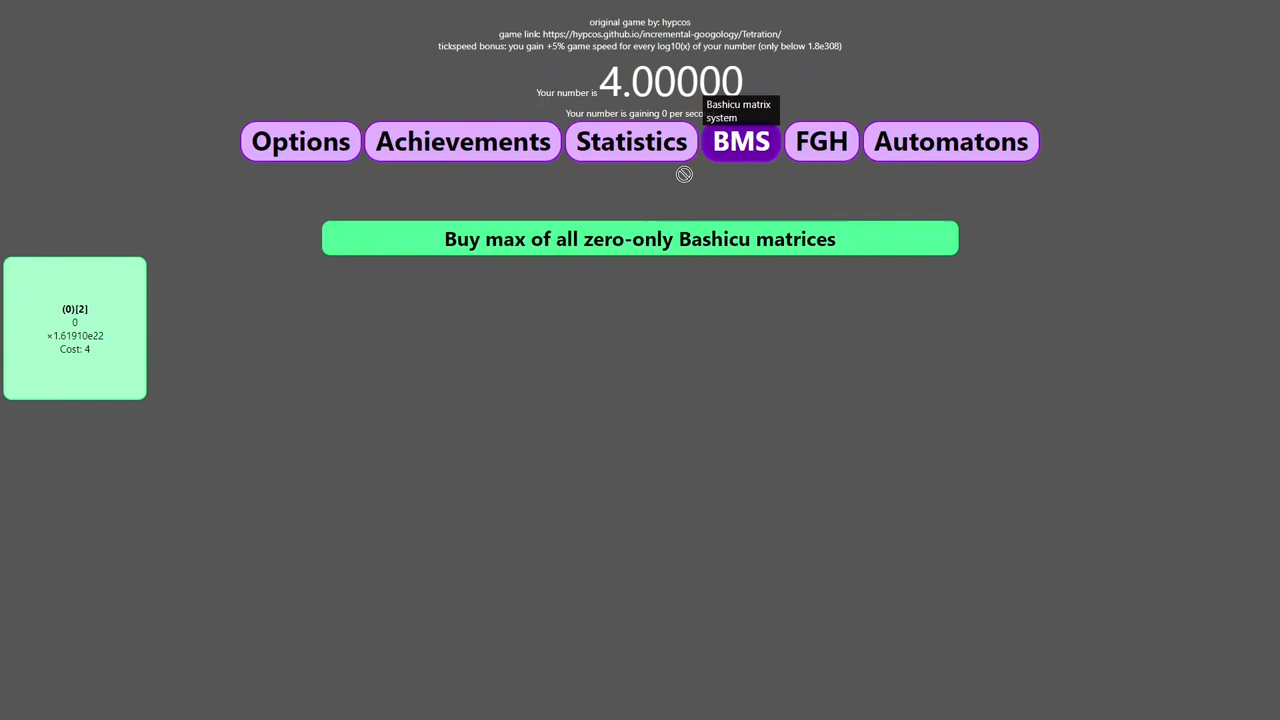 original game by: hypcos
game link: https://hypcos.github.io/incremental-googology/Tetration/
tickspeed bonus: you gain +5% game speed for every log10(x) of your number (only below 1.8e308)
Your number is 4.00000
Your number is gaining 0 per
Bashicu matrix
system
Options Achievements Statistics BMS FGH Automatons
Buy max of all zero-only Bashicu matrices
(0)[2]
0
×1.61910e22
Cost: 4